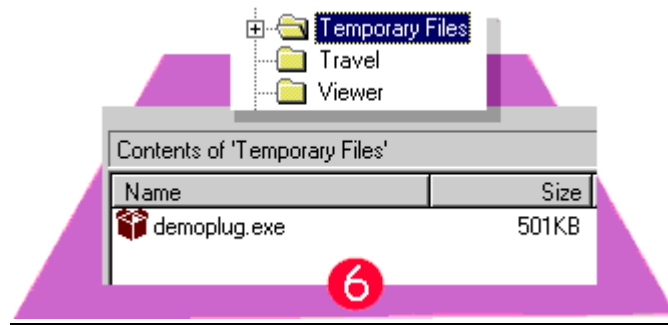 Temporary Files
Travel
Viewer
Contents of 'Temporary Files'
Name Size
demoplug.exe 501KB
6